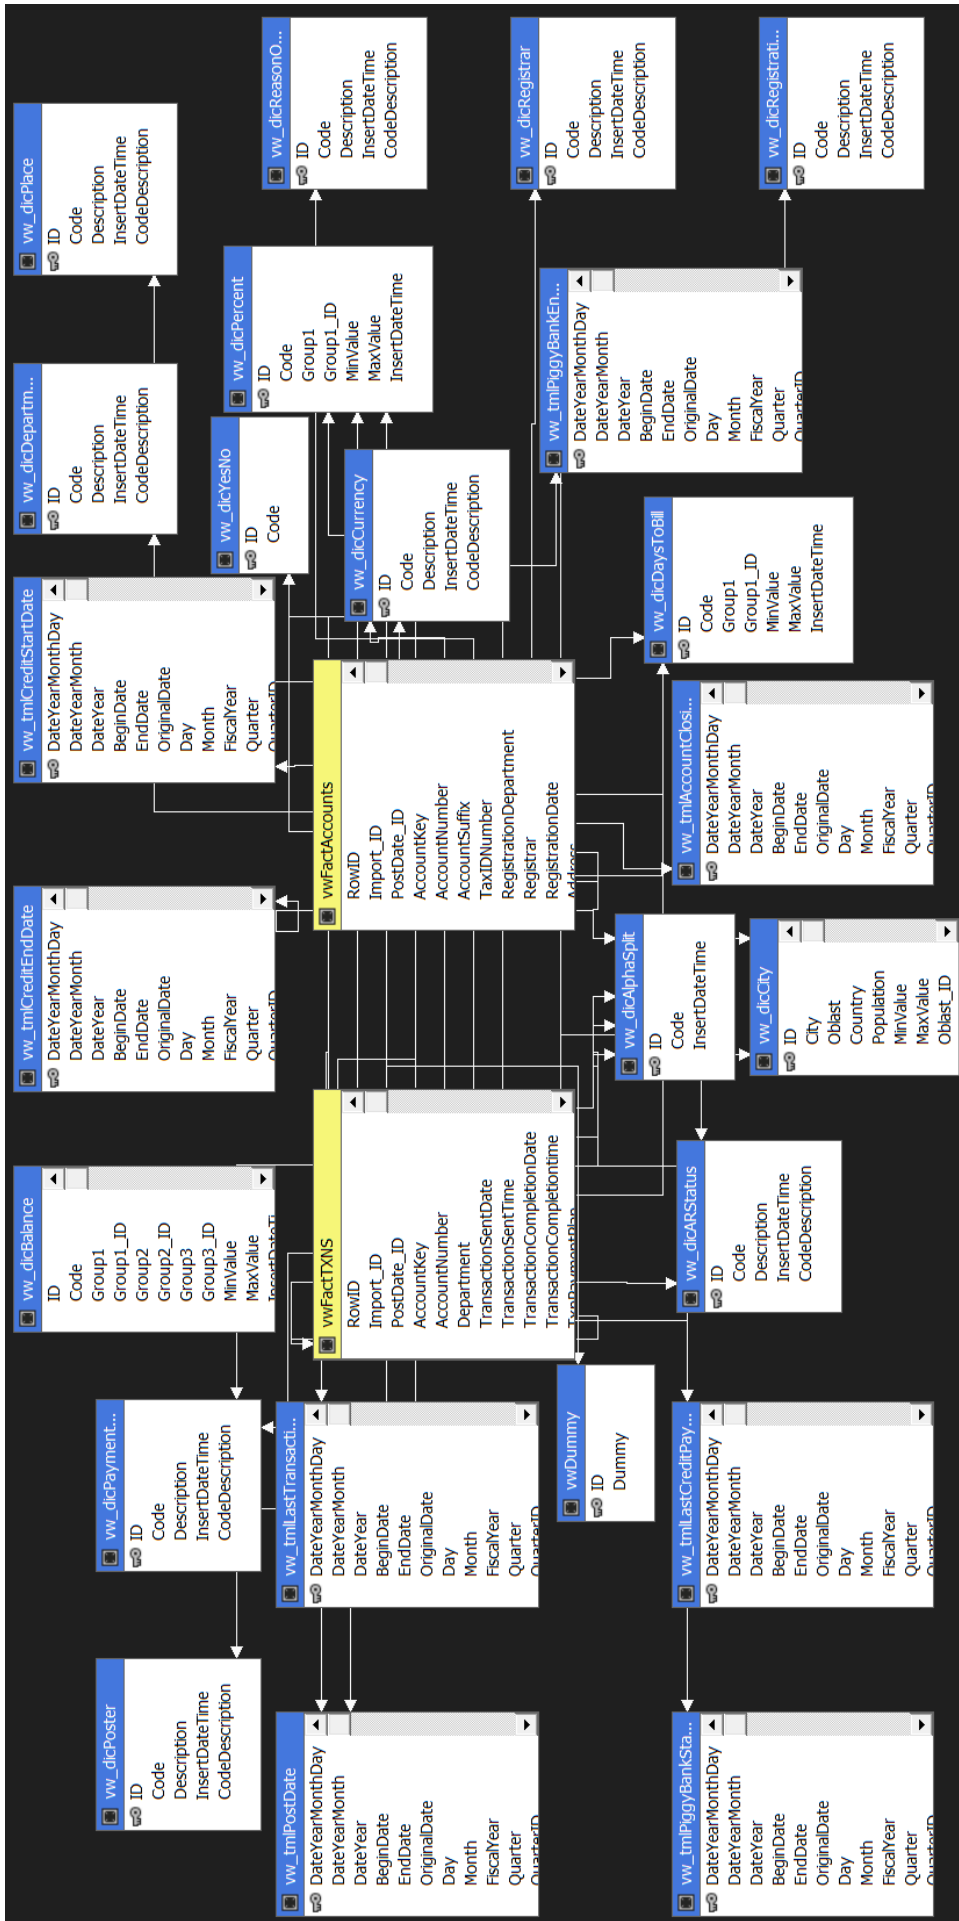 vw_dicPoster
ID
Code
Description
InsertDateTime
CodeDescription
vw_dicPayment...
ID
Code
Description
InsertDateTime
CodeDescription
vw_dicBalance
ID
Code
Group1
Group1_ID
Group2
Group2_ID
Group3
Group3_ID
MinValue
MaxValue
InsertDateTi
vw_tmlCreditEndDate
DateYearMonthDay
DateYearMonth
DateYear
BeginDate
EndDate
OriginalDate
Day
Month
FiscalYear
Quarter
QuarterID
vw_tmlCreditStartDate
DateYearMonthDay
DateYearMonth
DateYear
BeginDate
EndDate
OriginalDate
Day
Month
FiscalYear
Quarter
QuarterID
vw_dicDepartm...
ID
Code
Description
InsertDateTime
CodeDescription
vw_dicPlace
ID
Code
Description
InsertDateTime
CodeDescription
vw_dicYesNo
ID
Code
vw_dicPercent
ID
Code
Group1
Group1_ID
MinValue
MaxValue
InsertDateTime
vw_dicReasonO...
ID
Code
Description
InsertDateTime
CodeDescription
vw_tmlPostDate
DateYearMonthDay
DateYearMonth
DateYear
BeginDate
EndDate
OriginalDate
Day
Month
FiscalYear
Quarter
QuarterID
vw_tmlLastTransacti...
DateYearMonthDay
DateYearMonth
DateYear
BeginDate
EndDate
OriginalDate
Day
Month
FiscalYear
Quarter
QuarterID
vwFactTXNS
RowID
Import_ID
PostDate_ID
AccountKey
AccountNumber
Department
TransactionSentDate
TransactionSentTime
TransactionCompletionDate
TransactionCompletiontime
vwFactAccounts
RowID
Import_ID
PostDate_ID
AccountKey
AccountNumber
AccountSuffix
TaxIDNumber
RegistrationDepartment
Registrar
RegistrationDate
Address
vw_dicCurrency
ID
Code
Description
InsertDateTime
CodeDescription
vw_dicRegistrar
ID
Code
Description
InsertDateTime
CodeDescription
vw_tmlPiggyBankEn...
DateYearMonthDay
DateYearMonth
DateYear
BeginDate
EndDate
OriginalDate
Day
Month
FiscalYear
Quarter
QuarterID
vwDummy
ID
Dummy
vw_dicAlphaSplit
ID
Code
InsertDateTime
vw_dicDaysToBill
ID
Code
Group1
Group1_ID
MinValue
MaxValue
InsertDateTime
vw_tmlPiggyBankSta...
DateYearMonthDay
DateYearMonth
DateYear
BeginDate
EndDate
OriginalDate
Day
Month
FiscalYear
Quarter
QuarterID
vw_tmlLastCreditPay...
DateYearMonthDay
DateYearMonth
DateYear
BeginDate
EndDate
OriginalDate
Day
Month
FiscalYear
Quarter
QuarterID
vw_dicARStatus
ID
Code
Description
InsertDateTime
CodeDescription
vw_tmlAccountClosi...
DateYearMonthDay
DateYearMonth
DateYear
BeginDate
EndDate
OriginalDate
Day
Month
FiscalYear
Quarter
QuarterID
vw_dicCity
ID
City
Oblast
Country
Population
MinValue
MaxValue
Oblast_ID
vw_dicRegistrati...
ID
Code
Description
InsertDateTime
CodeDescription